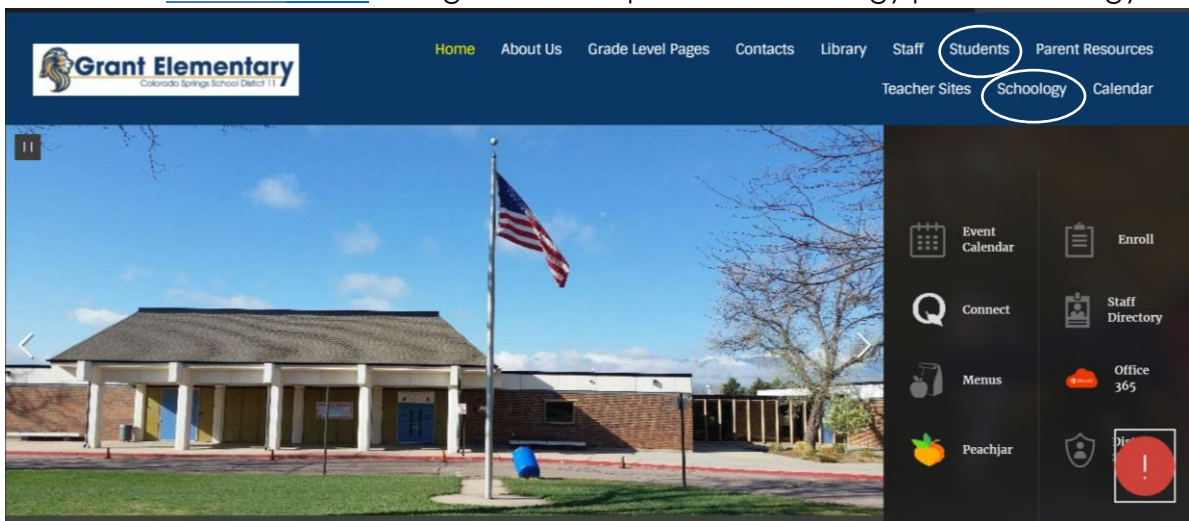 Grant Elementary
Colorado Springs School District 11
Home About Us Grade Level Pages Contacts Library Staff Students Parent Resources
Teacher Sites Schoology Calendar
Event Calendar
Enroll
Connect
Staff Directory
Menus
Office 365
Peachjar
!